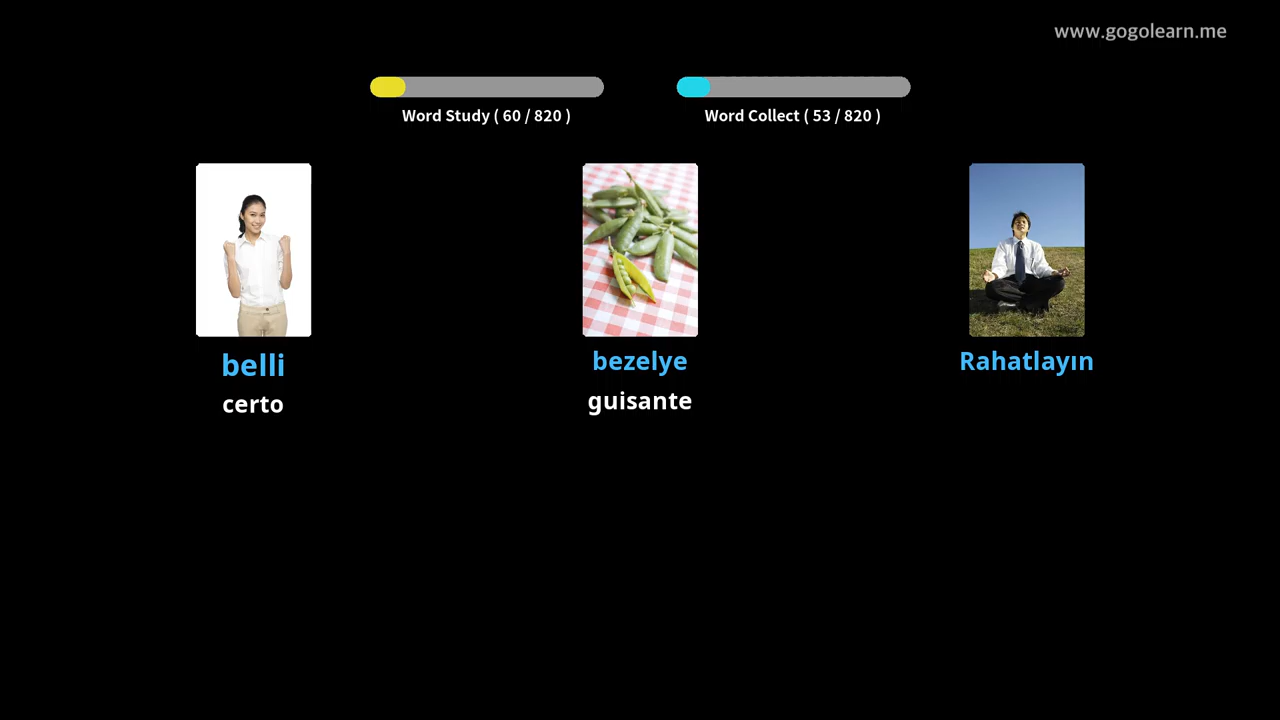 www.gogolearn.me
Word Study ( 60 / 820 )
Word Collect ( 53 / 820 )
belli
certo
bezelye
guisante
Rahatlayın